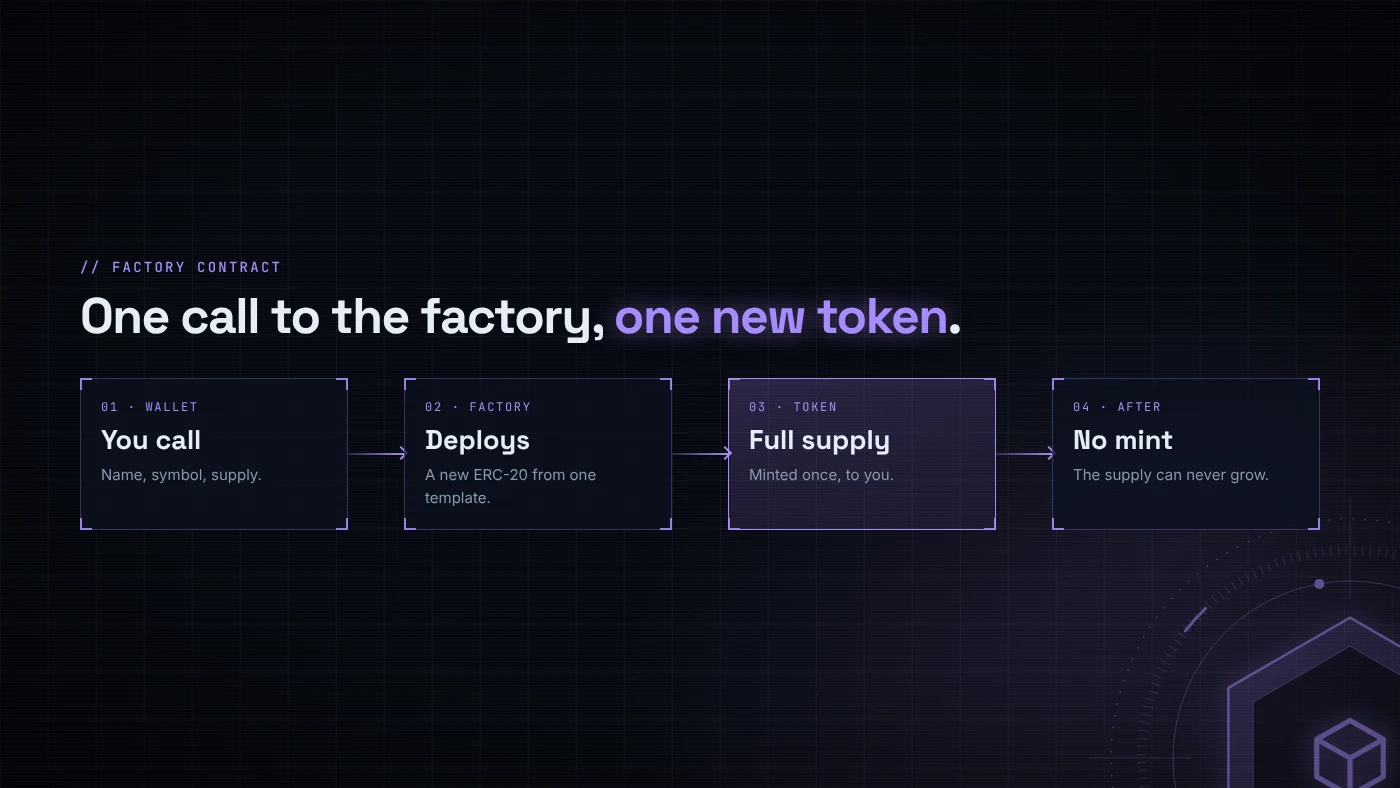 // FACTORY CONTRACT
One call to the factory, one new token.
01 · WALLET
You call
Name, symbol, supply.
02 · FACTORY
Deploys
A new ERC-20 from one
template.
03 · TOKEN
Full supply
Minted once, to you.
04 · AFTER
No mint
The supply can never grow.